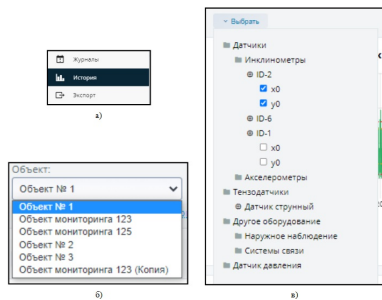 Журналы
История
Экспорт
а)
Объект:
Объект № 1
Объект № 1
Объект мониторинга 123
Объект мониторинга 125
Объект № 2
Объект № 3
Объект мониторинга 123 (Копия)
б)
Выбрать
Датчики
Инклинометры
ID-2
x0
y0
ID-6
ID-1
x0
y0
Акселерометры
Тензодатчики
Датчик струнный
Другое оборудование
Наружное наблюдение
Системы связи
Датчик давления
в)